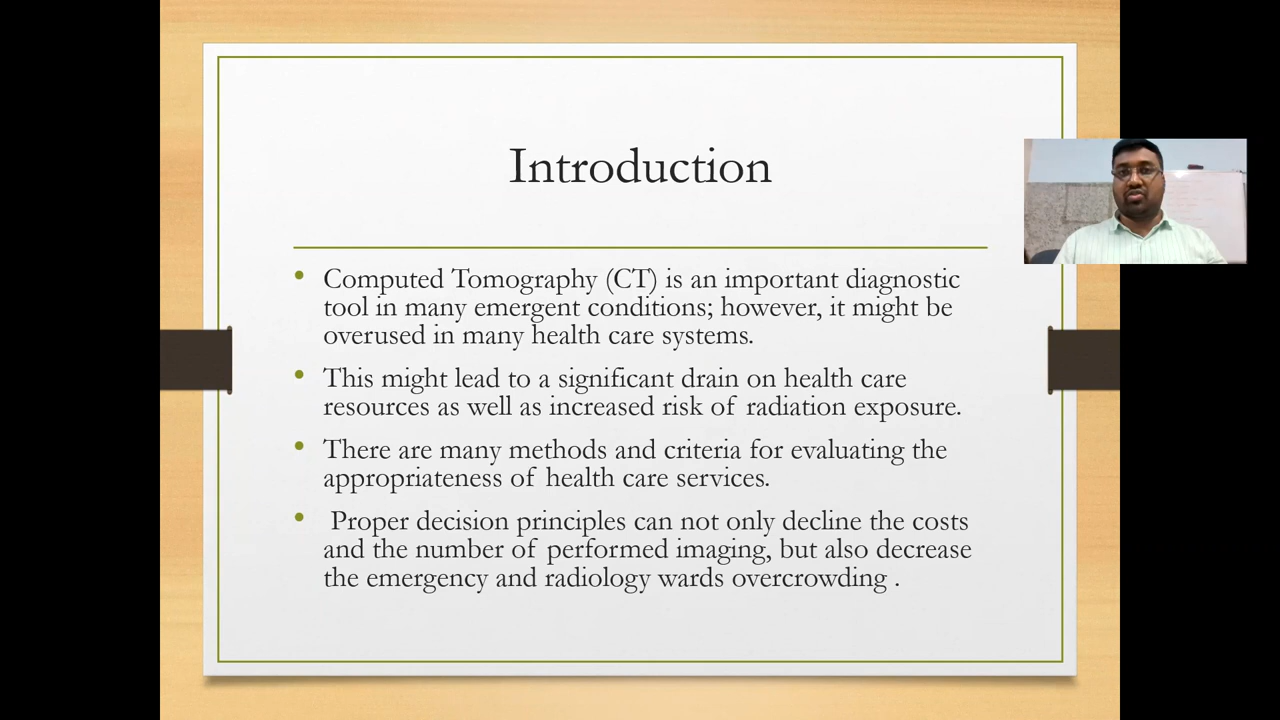 Introduction
• Computed Tomography (CT) is an important diagnostic
tool in many emergent conditions; however, it might be
overused in many health care systems.
• This might lead to a significant drain on health care
resources as well as increased risk of radiation exposure.
• There are many methods and criteria for evaluating the
appropriateness of health care services.
• Proper decision principles can not only decline the costs
and the number of performed imaging, but also decrease
the emergency and radiology wards overcrowding .